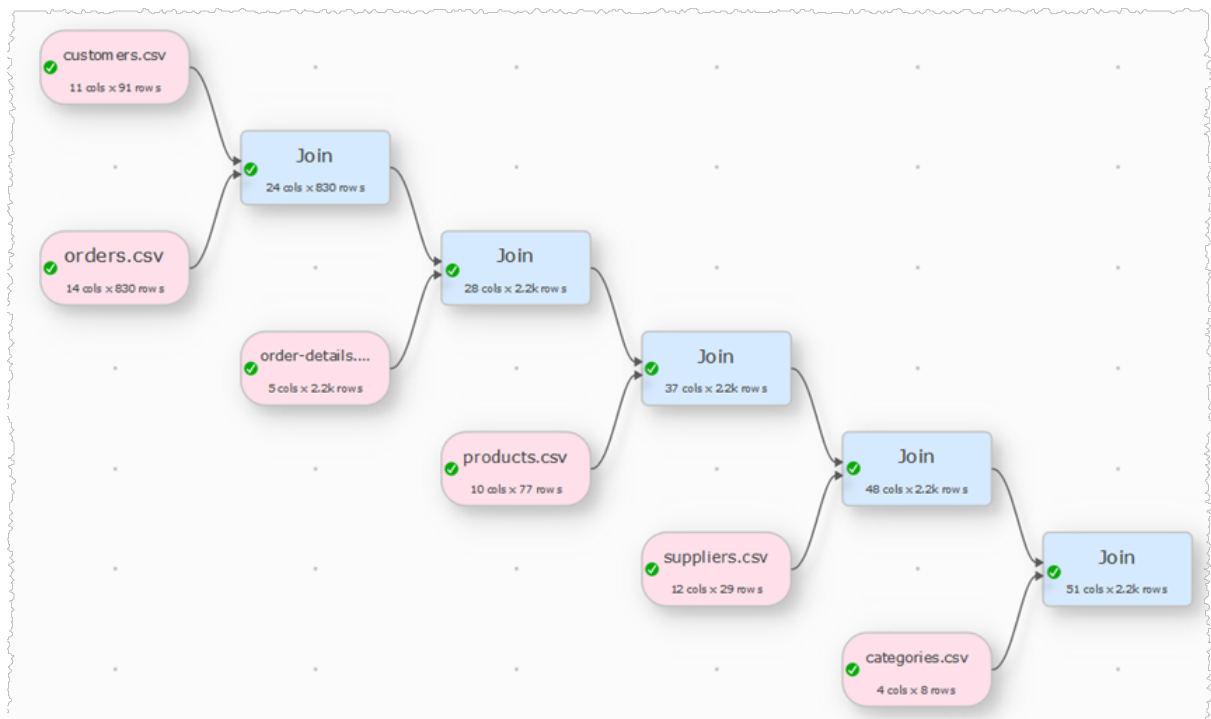 customers.csv
11 cols x 91 rows
Join
24 cols x 830 rows
orders.csv
14 cols x 830 rows
Join
28 cols x 2.2k rows
order-details....
5 cols x 2.2k rows
Join
37 cols x 2.2k rows
products.csv
10 cols x 77 rows
Join
48 cols x 2.2k rows
suppliers.csv
12 cols x 29 rows
Join
51 cols x 2.2k rows
categories.csv
4 cols x 8 rows